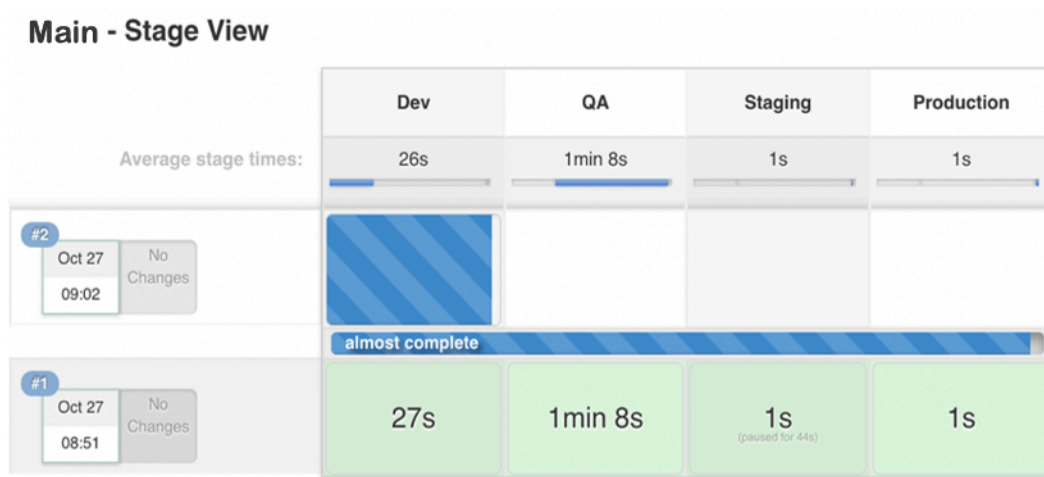 Main - Stage View
Dev QA Staging Production
Average stage times: 26s 1min 8s 1s 1s
#2
Oct 27 No Changes
09:02
almost complete
#1
Oct 27 No Changes
08:51
27s 1min 8s 1s 1s
(paused for 44s)